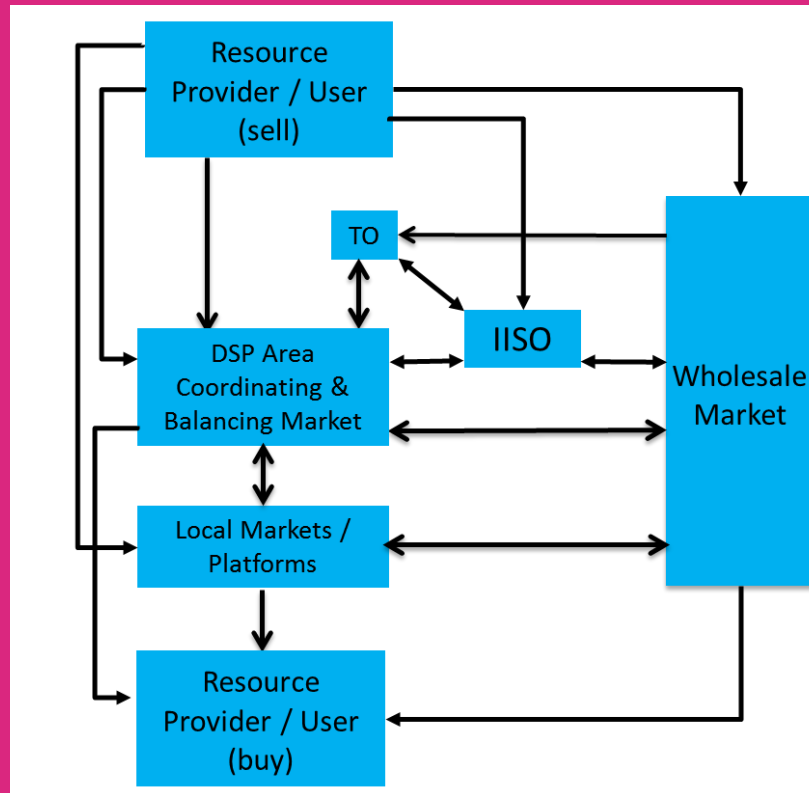 Resource
Provider / User
(sell)
TO
IISO
DSP Area
Coordinating &
Balancing Market
Wholesale
Market
Local Markets /
Platforms
Resource
Provider / User
(buy)